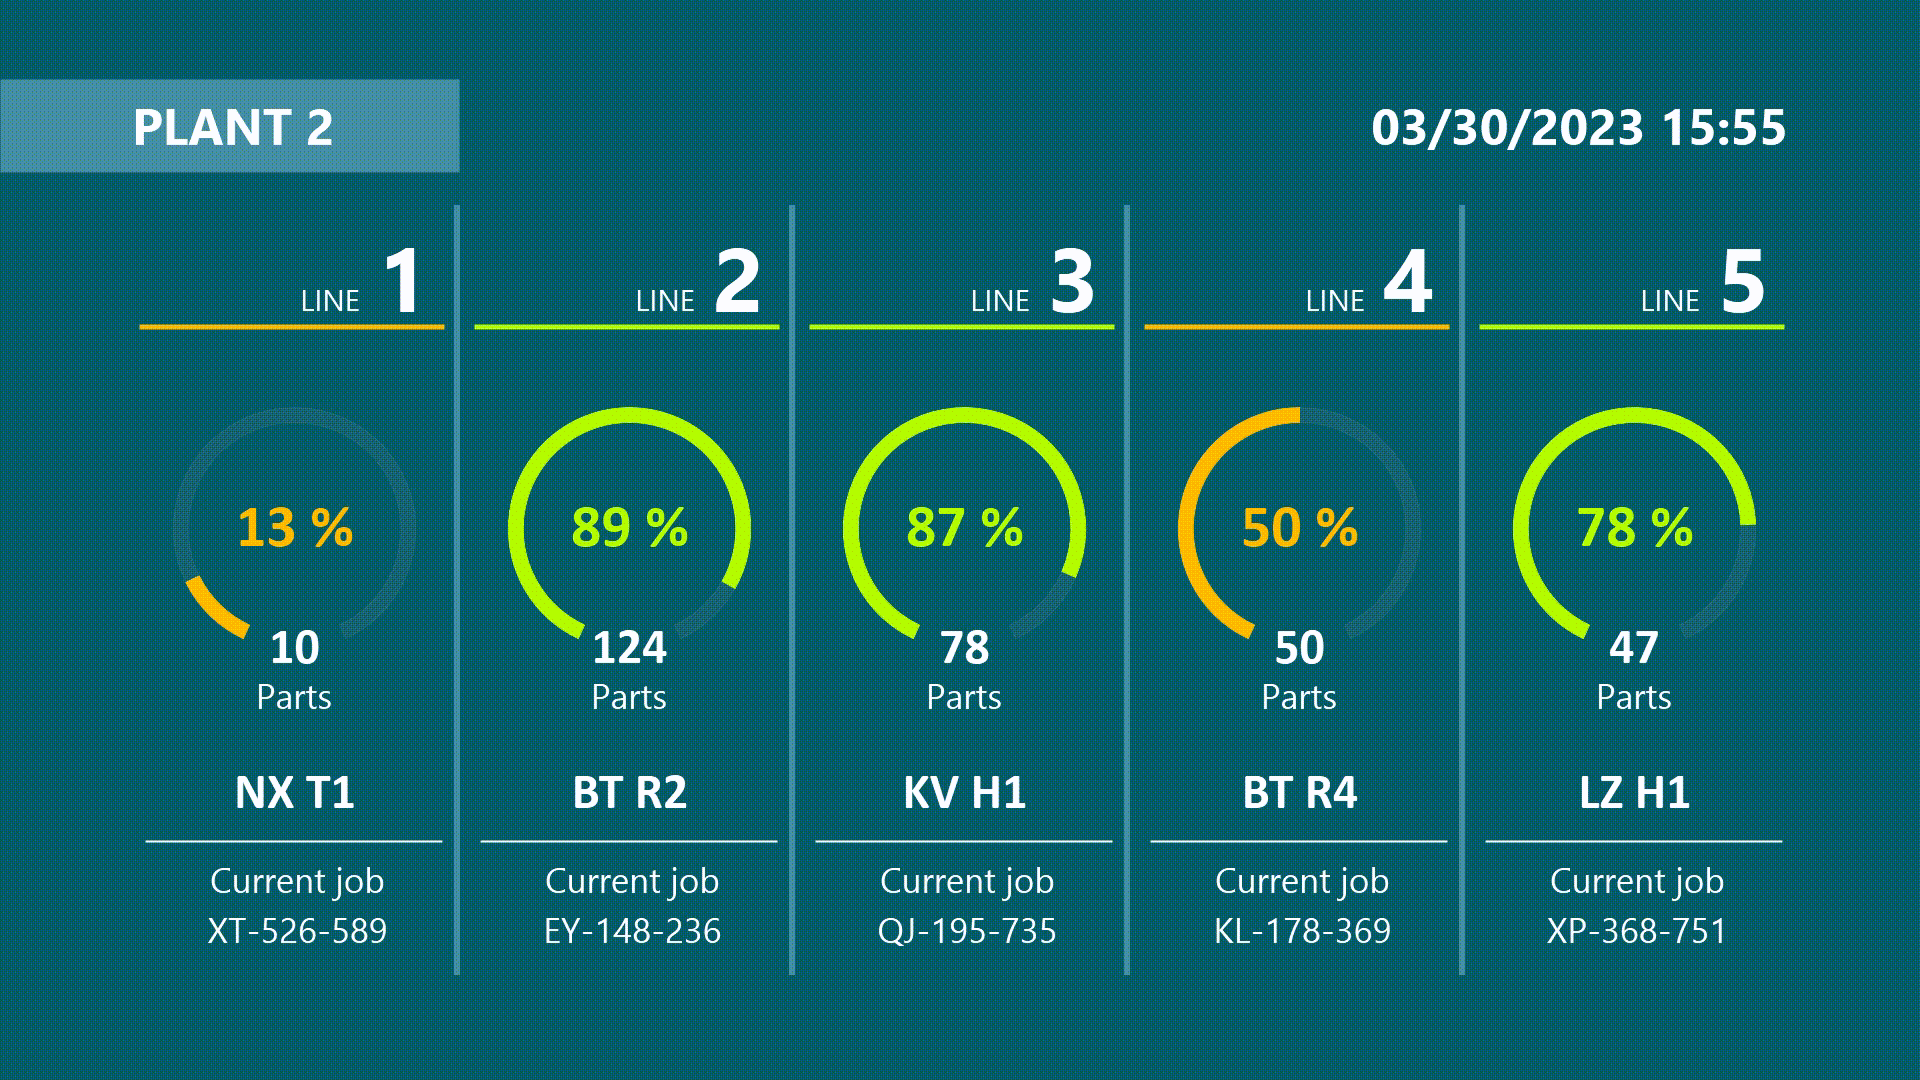 PLANT 2
03/30/2023 15:55
LINE 1
13 %
10
Parts
NX T1
Current job
XT-526-589
LINE 2
89 %
124
Parts
BT R2
Current job
EY-148-236
LINE 3
87 %
78
Parts
KV H1
Current job
QJ-195-735
LINE 4
50 %
50
Parts
BT R4
Current job
KL-178-369
LINE 5
78 %
47
Parts
LZ H1
Current job
XP-368-751